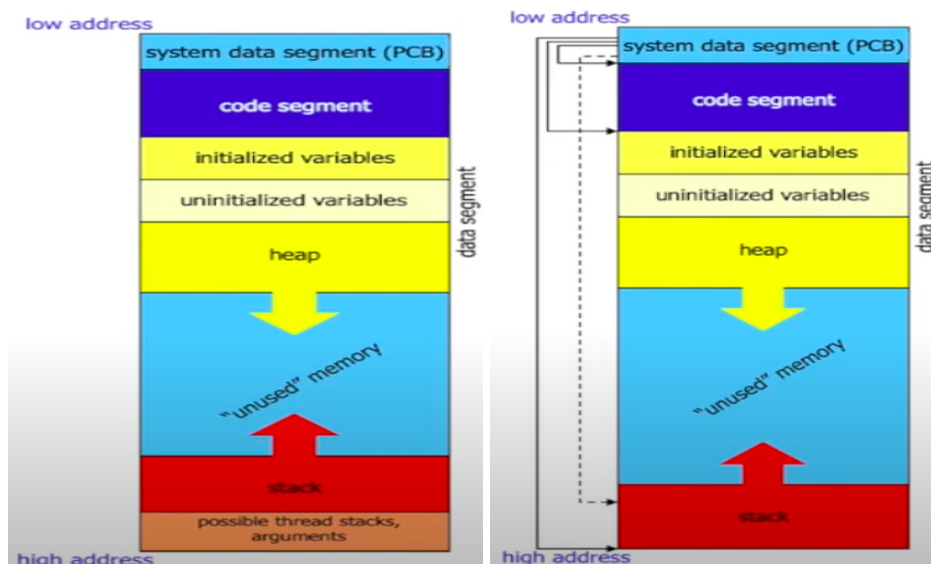 low address
system data segment (PCB)
code segment
initialized variables
uninitialized variables
data segment
heap
"unused" memory
stack
possible thread stacks,
arguments
high address
low address
system data segment (PCB)
code segment
initialized variables
uninitialized variables
data segment
heap
"unused" memory
stack
high address